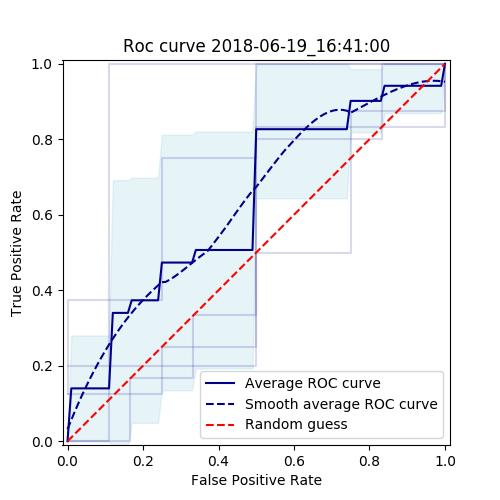 Roc curve 2018-06-19_16:41:00
1.0
0.8
0.6
0.4
0.2
0.0
True Positive Rate
Average ROC curve
Smooth average ROC curve
Random guess
0.0 0.2 0.4 0.6 0.8 1.0
False Positive Rate